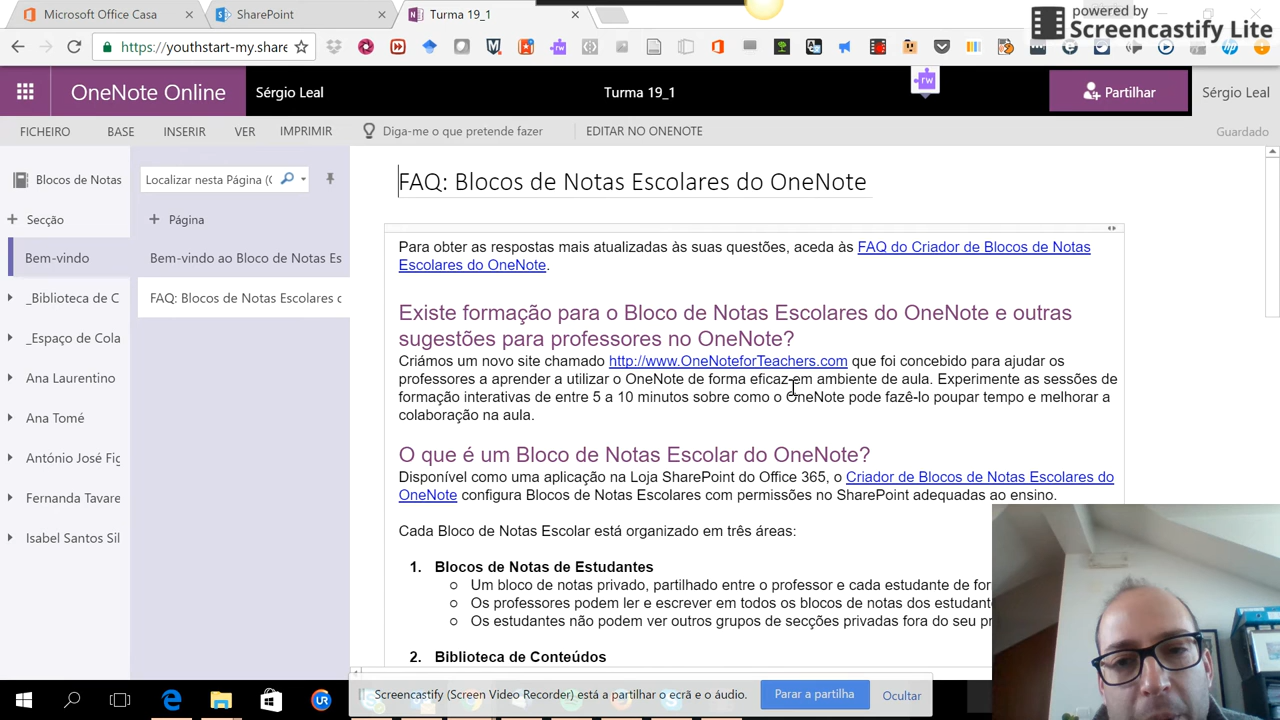 Microsoft Office Casa
SharePoint
Turma 19_1
powered by
Screencastify Lite
https://youthstart-my.share
OneNote Online
Sérgio Leal
Turma 19_1
rw
Partilhar
Sérgio Leal
FICHEIRO
BASE
INSERIR
VER
IMPRIMIR
Diga-me o que pretende fazer
EDITAR NO ONENOTE
Guardado
Blocos de Notas
Localizar nesta Página (C
+ Secção
+ Página
Bem-vindo
_Biblioteca de C
_Espaço de Cola
Ana Laurentino
Ana Tomé
António José Fig
Fernanda Tavare
Isabel Santos Sil
Bem-vindo ao Bloco de Notas Es
FAQ: Blocos de Notas Escolares c
FAQ: Blocos de Notas Escolares do OneNote
Para obter as respostas mais atualizadas às suas questões, aceda às FAQ do Criador de Blocos de Notas
Escolares do OneNote.
Existe formação para o Bloco de Notas Escolares do OneNote e outras
sugestões para professores no OneNote?
Criámos um novo site chamado http://www.OneNoteforTeachers.com que foi concebido para ajudar os
professores a aprender a utilizar o OneNote de forma eficaz em ambiente de aula. Experimente as sessões de
formação interativas de entre 5 a 10 minutos sobre como o OneNote pode fazê-lo poupar tempo e melhorar a
colaboração na aula.
O que é um Bloco de Notas Escolar do OneNote?
Disponível como uma aplicação na Loja SharePoint do Office 365, o Criador de Blocos de Notas Escolares do
OneNote configura Blocos de Notas Escolares com permissões no SharePoint adequadas ao ensino.
Cada Bloco de Notas Escolar está organizado em três áreas:
1. Blocos de Notas de Estudantes
o Um bloco de notas privado, partilhado entre o professor e cada estudante de for
o Os professores podem ler e escrever em todos os blocos de notas dos estudant
o Os estudantes não podem ver outros grupos de secções privadas fora do seu pr
2. Biblioteca de Conteúdos
Screencastify (Screen Video Recorder) está a partilhar o ecrã e o áudio.
Parar a partilha
Ocultar
UR